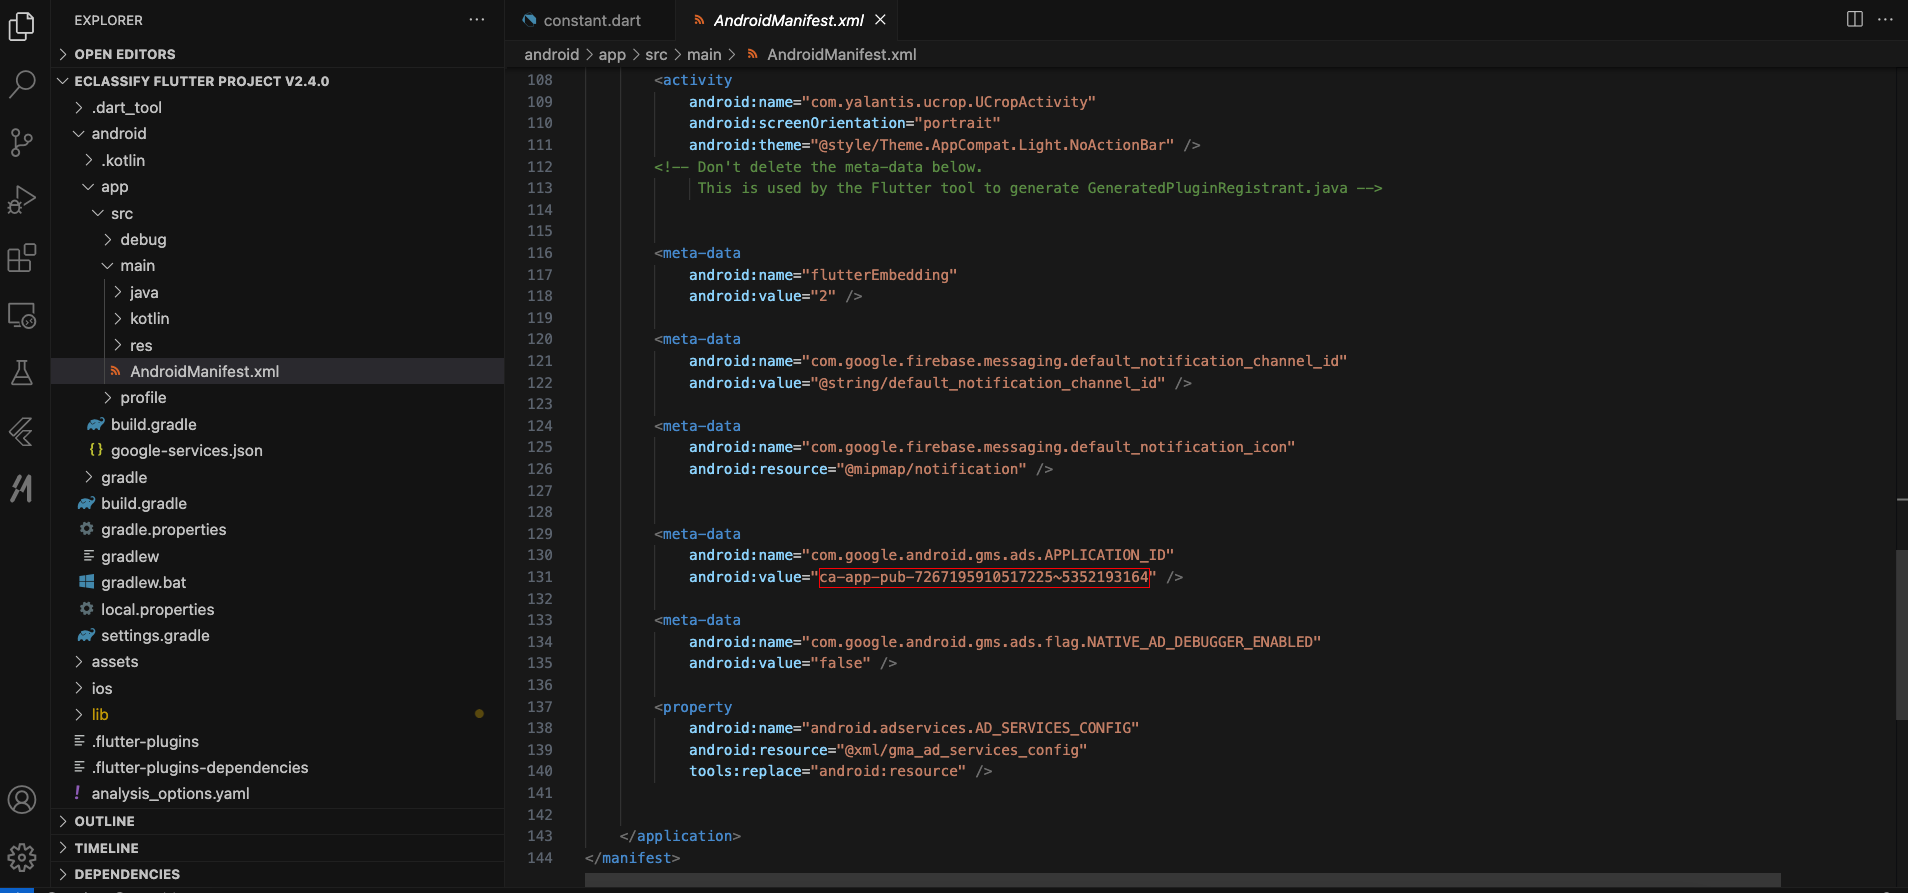 EXPLORER
OPEN EDITORS
ECLASSIFY FLUTTER PROJECT V2.4.0
.dart_tool
android
.kotlin
app
src
debug
main
java
kotlin
res
AndroidManifest.xml
profile
build.gradle
google-services.json
gradle
build.gradle
gradle.properties
gradlew
gradlew.bat
local.properties
settings.gradle
assets
ios
lib
.flutter-plugins
.flutter-plugins-dependencies
analysis_options.yaml
OUTLINE
TIMELINE
DEPENDENCIES
constant.dart
AndroidManifest.xml
android > app > src > main > AndroidManifest.xml
108 <activity
109 android:name="com.yalantis.ucrop.UCropActivity"
110 android:screenOrientation="portrait"
111 android:theme="@style/Theme.AppCompat.Light.NoActionBar" />
112 <!-- Don't delete the meta-data below.
113 This is used by the Flutter tool to generate GeneratedPluginRegistrant.java -->
114
115
116 <meta-data
117 android:name="flutterEmbedding"
118 android:value="2" />
119
120 <meta-data
121 android:name="com.google.firebase.messaging.default_notification_channel_id"
122 android:value="@string/default_notification_channel_id" />
123
124 <meta-data
125 android:name="com.google.firebase.messaging.default_notification_icon"
126 android:resource="@mipmap/notification" />
127
128
129 <meta-data
130 android:name="com.google.android.gms.ads.APPLICATION_ID"
131 android:value="ca-app-pub-7267195910517225~5352193164" />
132
133 <meta-data
134 android:name="com.google.android.gms.ads.flag.NATIVE_AD_DEBUGGER_ENABLED"
135 android:value="false" />
136
137 <property
138 android:name="android.adservices.AD_SERVICES_CONFIG"
139 android:resource="@xml/gma_ad_services_config"
140 tools:replace="android:resource" />
141
142
143 </application>
144 </manifest>